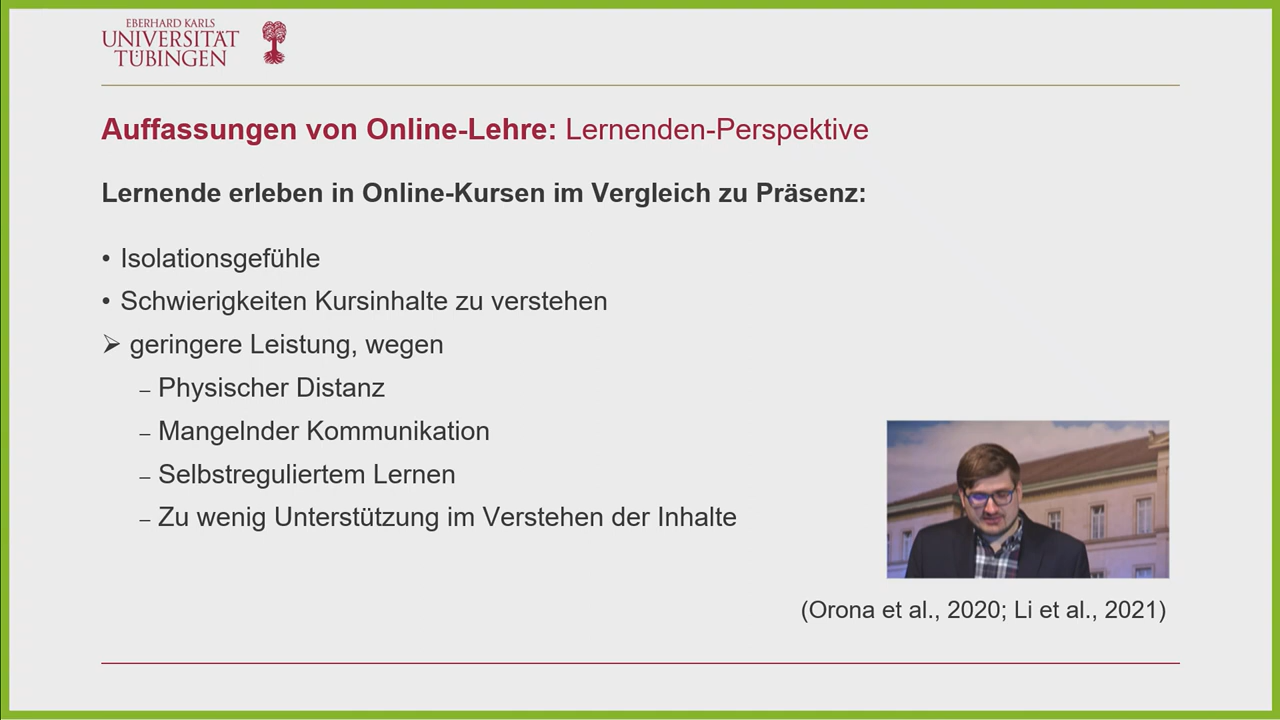 EBERHARD KARLS
UNIVERSITÄT
TÜBINGEN
Auffassungen von Online-Lehre: Lernenden-Perspektive
Lernende erleben in Online-Kursen im Vergleich zu Präsenz:
• Isolationsgefühle
• Schwierigkeiten Kursinhalte zu verstehen
➢ geringere Leistung, wegen
– Physischer Distanz
– Mangelnder Kommunikation
– Selbstreguliertem Lernen
– Zu wenig Unterstützung im Verstehen der Inhalte
(Orona et al., 2020; Li et al., 2021)